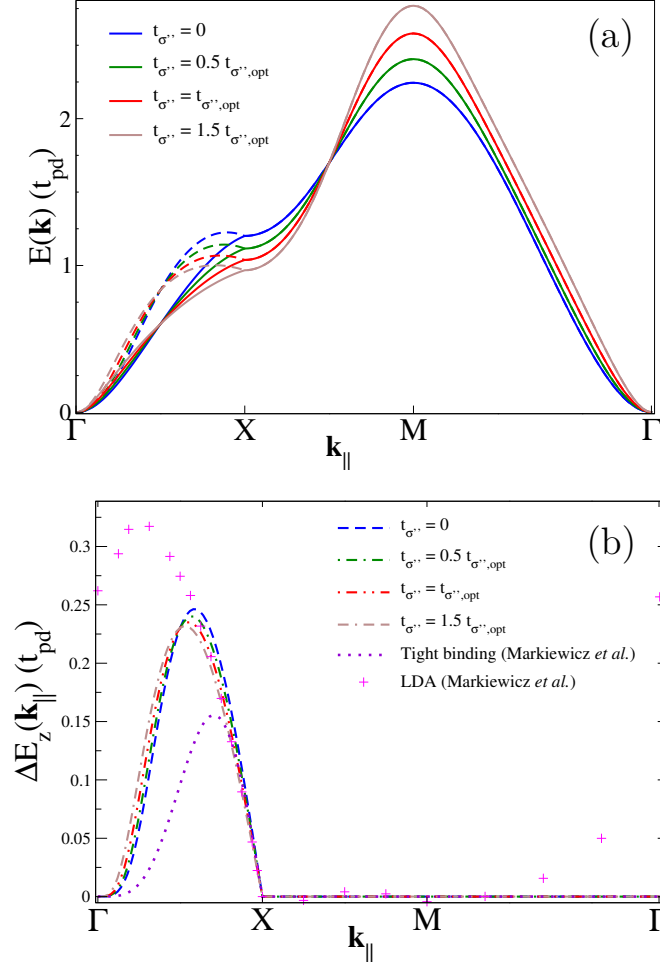 (a)
t_σ'' = 0
t_σ'' = 0.5 t_σ'',opt
t_σ'' = t_σ'',opt
t_σ'' = 1.5 t_σ'',opt
E(k) (t_pd)
2
1
0
Γ X M Γ
k_||
(b)
t_σ'' = 0
t_σ'' = 0.5 t_σ'',opt
t_σ'' = t_σ'',opt
t_σ'' = 1.5 t_σ'',opt
Tight binding (Markiewicz et al.)
LDA (Markiewicz et al.)
ΔE_z(k_||) (t_pd)
0.3
0.25
0.2
0.15
0.1
0.05
0
Γ X M Γ
k_||